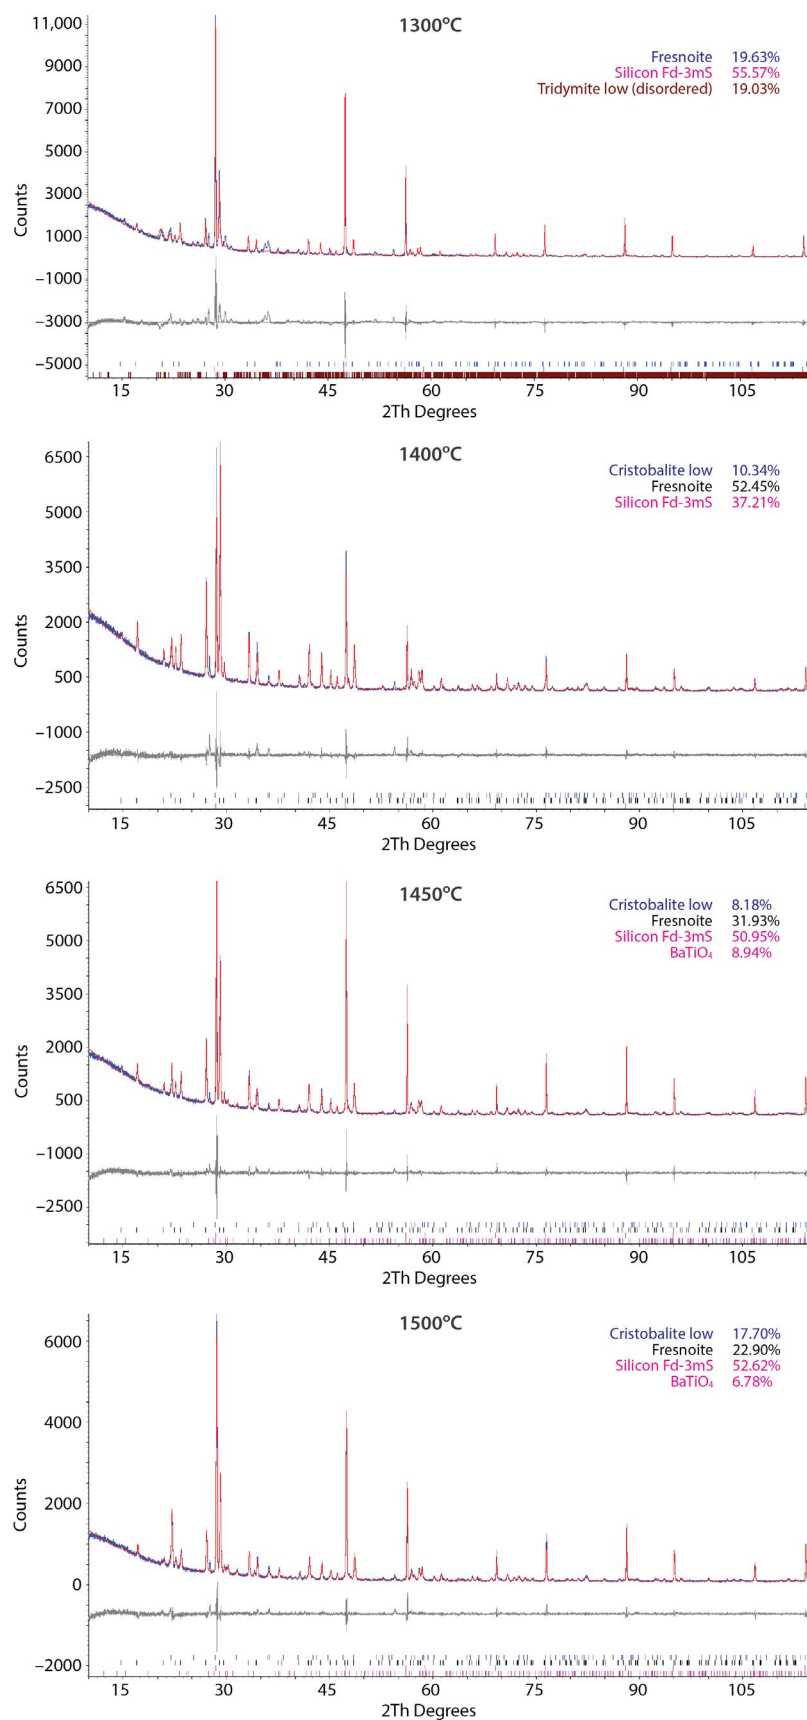 1300ºC
Fresnoite 19.63%
Silicon Fd-3mS 55.57%
Tridymite low (disordered) 19.03%
Counts
11,000
9000
7000
5000
3000
1000
−1000
−3000
−5000
15 30 45 60 75 90 105
2Th Degrees
1400ºC
Cristobalite low 10.34%
Fresnoite 52.45%
Silicon Fd-3mS 37.21%
Counts
6500
5000
3500
2000
500
−1000
−2500
15 30 45 60 75 90 105
2Th Degrees
1450ºC
Cristobalite low 8.18%
Fresnoite 31.93%
Silicon Fd-3mS 50.95%
BaTiO₄ 8.94%
Counts
6500
5000
3500
2000
500
−1000
−2500
15 30 45 60 75 90 105
2Th Degrees
1500ºC
Cristobalite low 17.70%
Fresnoite 22.90%
Silicon Fd-3mS 52.62%
BaTiO₄ 6.78%
Counts
6000
4000
2000
0
−2000
15 30 45 60 75 90 105
2Th Degrees